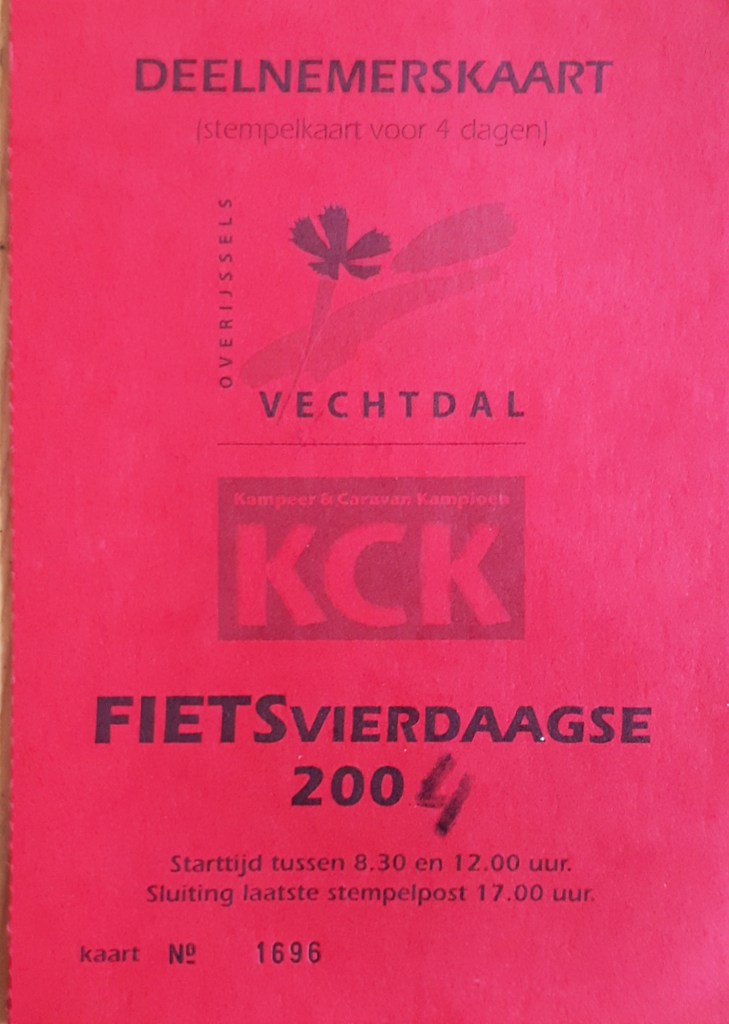 DEELNEMERSKAART
(stempelkaart voor 4 dagen)
OVERIJSSELS
VECHTDAL
Kampeer & Caravan Kampioen
KCK
FIETSVIERDAAGSE
2004
Starttijd tussen 8.30 en 12.00 uur.
Sluiting laatste stempelpost 17.00 uur.
kaart Nº 1696